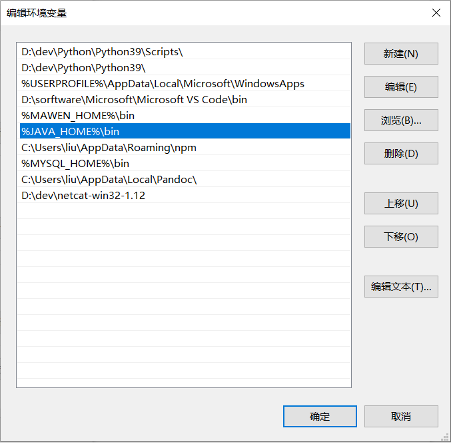 编辑环境变量
D:\dev\Python\Python39\Scripts\
D:\dev\Python\Python39\
%USERPROFILE%\AppData\Local\Microsoft\WindowsApps
D:\sorftware\Microsoft\Microsoft VS Code\bin
%MAWEN_HOME%\bin
%JAVA_HOME%\bin
C:\Users\liu\AppData\Roaming\npm
%MYSQL_HOME%\bin
C:\Users\liu\AppData\Local\Pandoc\
D:\dev\netcat-win32-1.12
新建(N)
编辑(E)
浏览(B)...
删除(D)
上移(U)
下移(O)
编辑文本(T)...
确定
取消